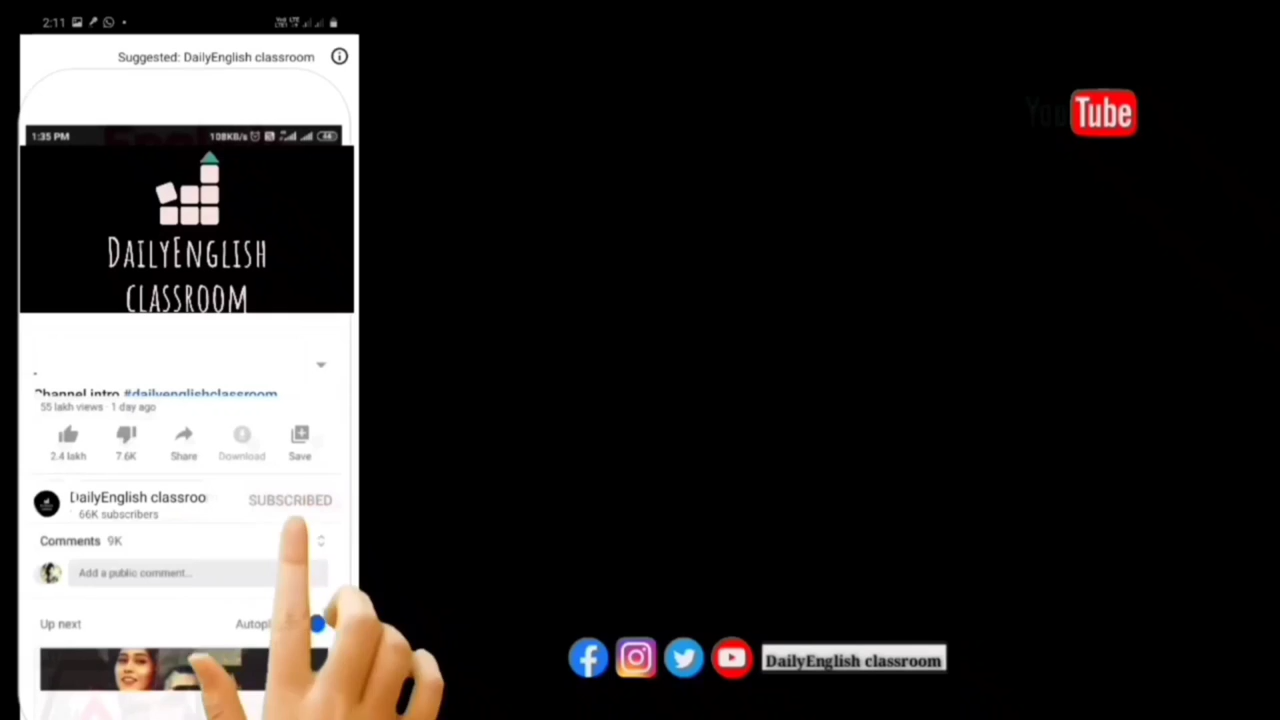 2:11
Suggested: DailyEnglish classroom
YouTube
1:35 PM 108KB/s 44
DAILYENGLISH
CLASSROOM
Channel intro #dailyenglishclassroom
55 lakh views · 1 day ago
2.4 lakh 7.6K Share Download Save
DailyEnglish classroo SUBSCRIBED
66K subscribers
Comments 9K
Add a public comment...
Up next Autopl
DailyEnglish classroom